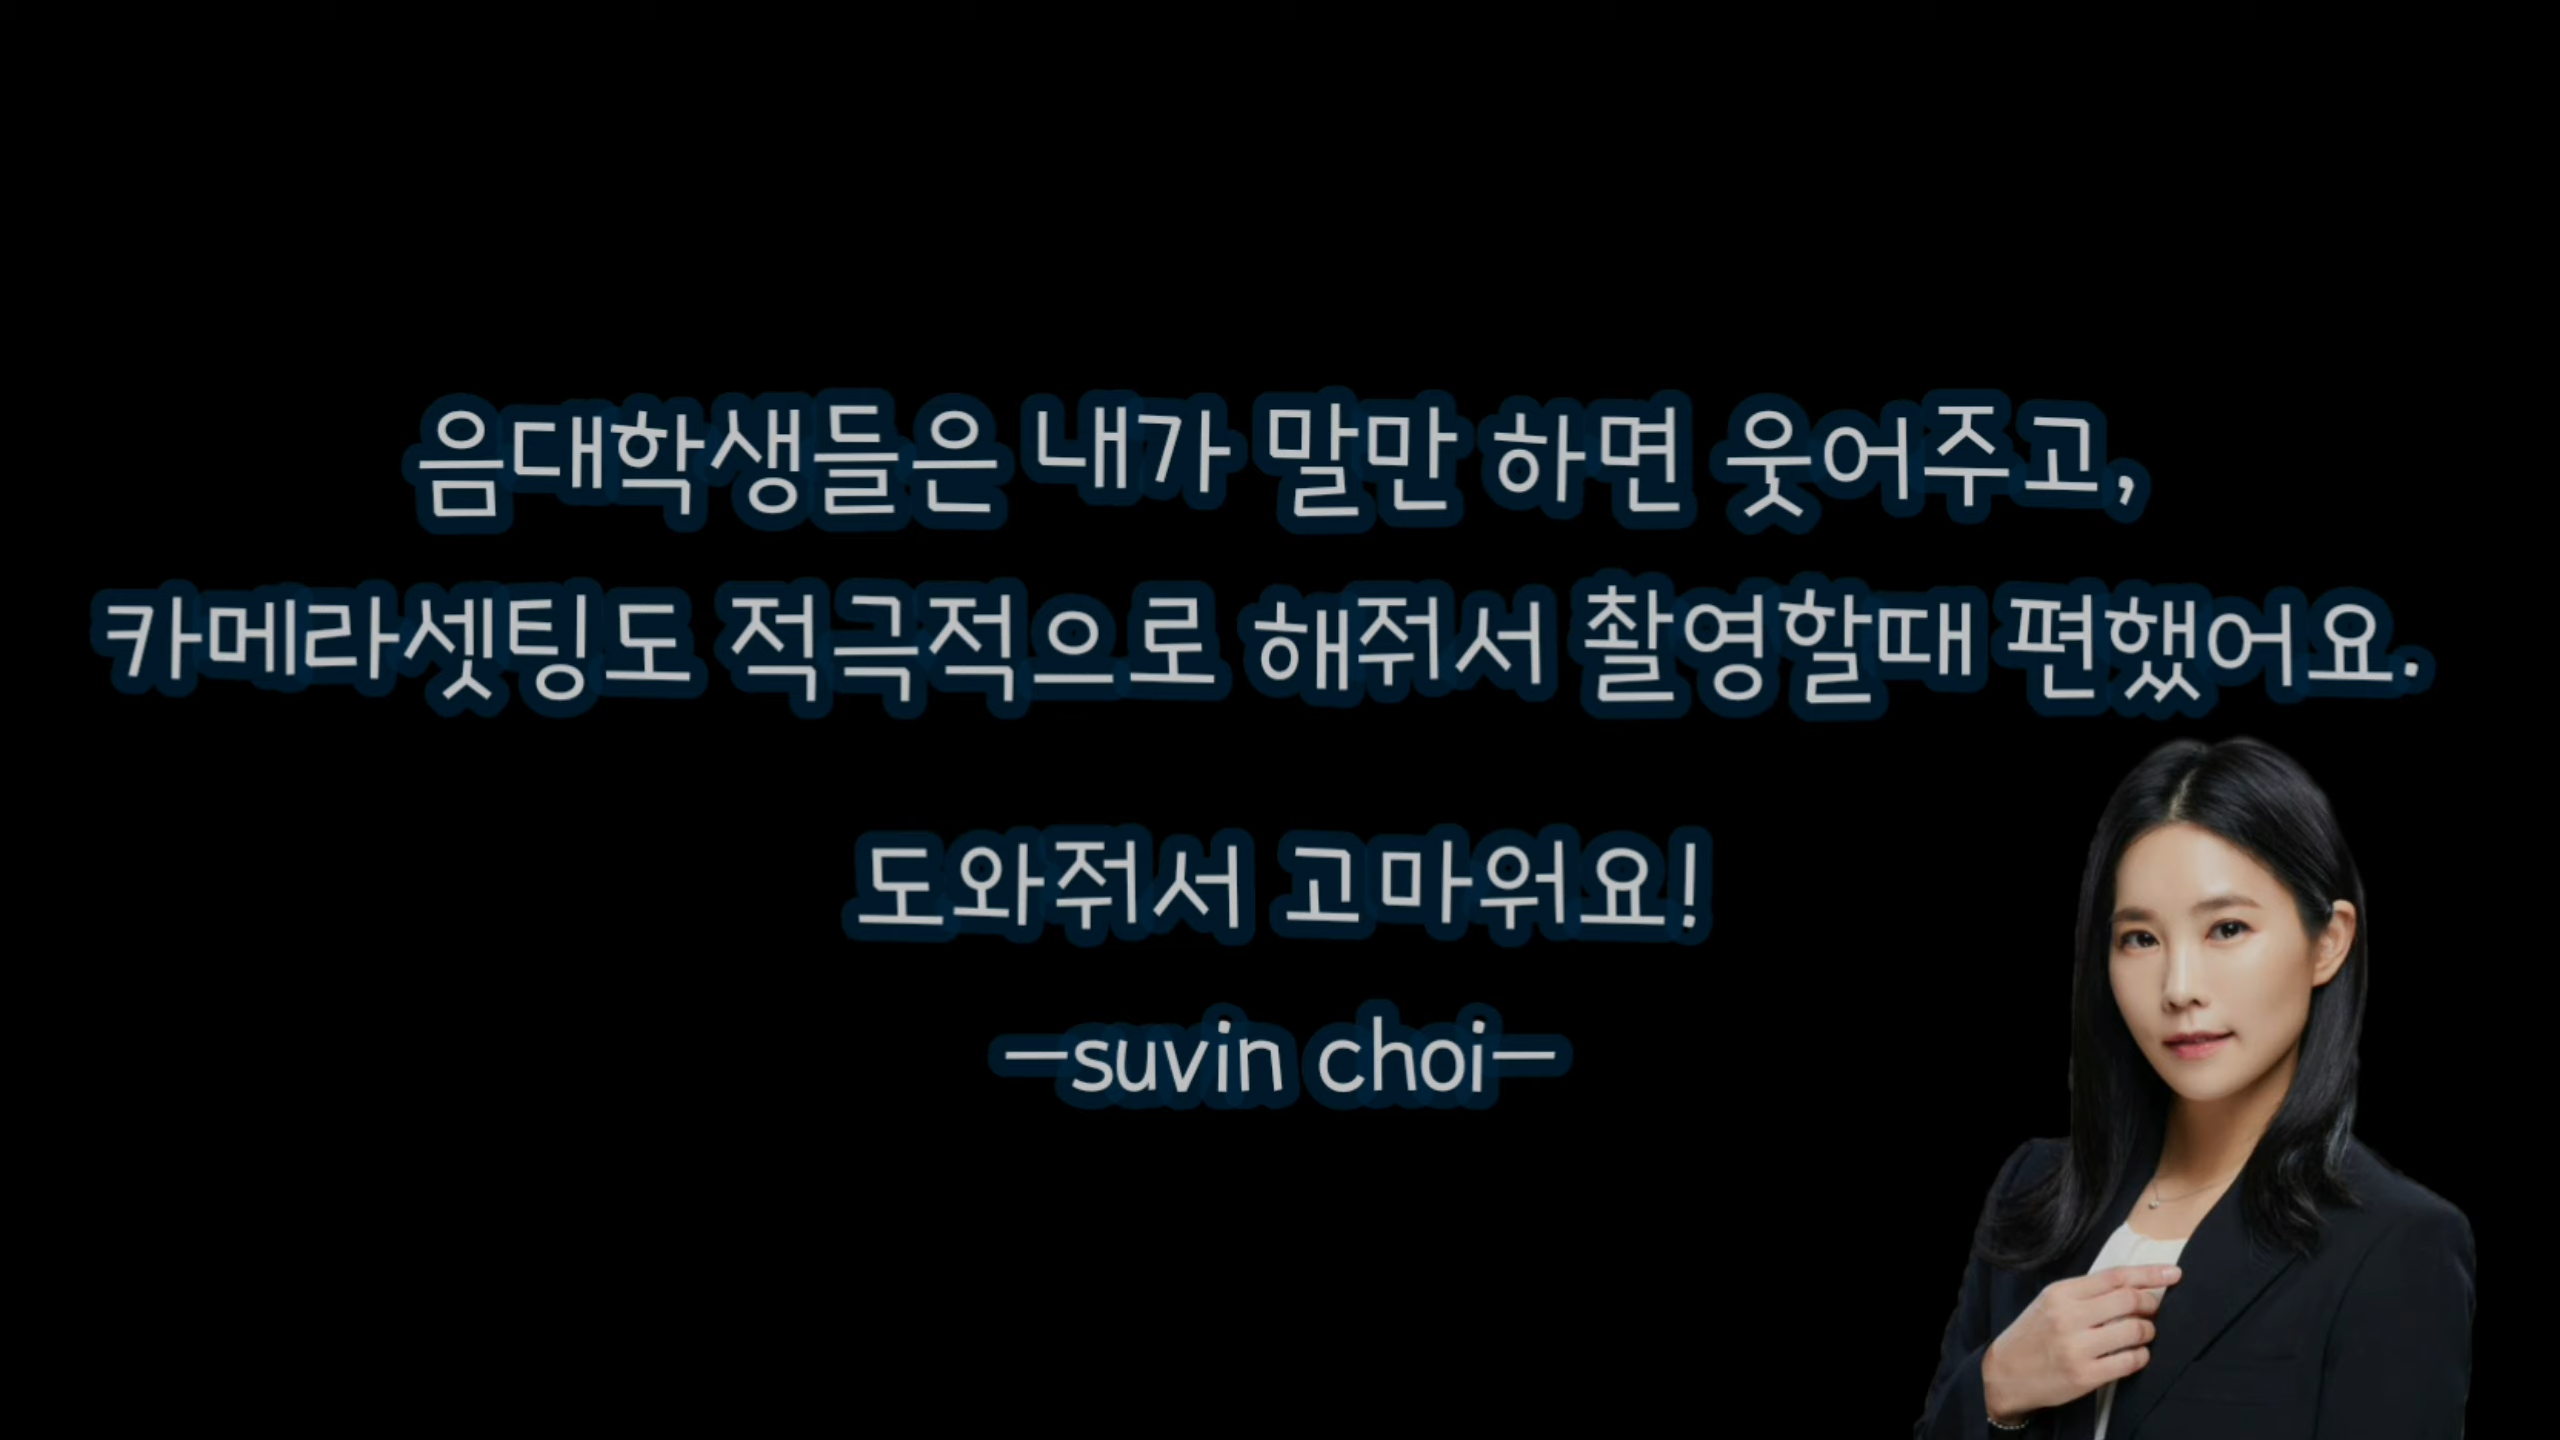 음대학생들은 내가 말만 하면 웃어주고,
카메라셋팅도 적극적으로 해줘서 촬영할때 편했어요.
도와줘서 고마워요!
-suvin choi-